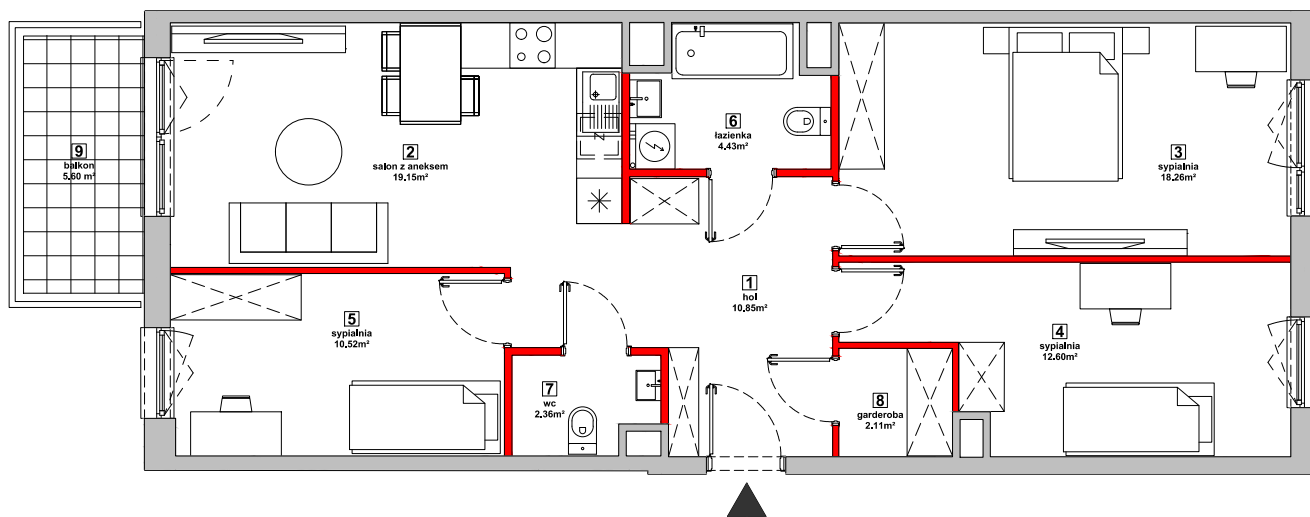 9
balkon
5.60 m²
2
salon z aneksem
19.15m²
6
łazienka
4.43m²
3
sypialnia
18.26m²
1
hol
10.85m²
5
sypialnia
10.52m²
4
sypialnia
12.60m²
7
wc
2.36m²
8
garderoba
2.11m²